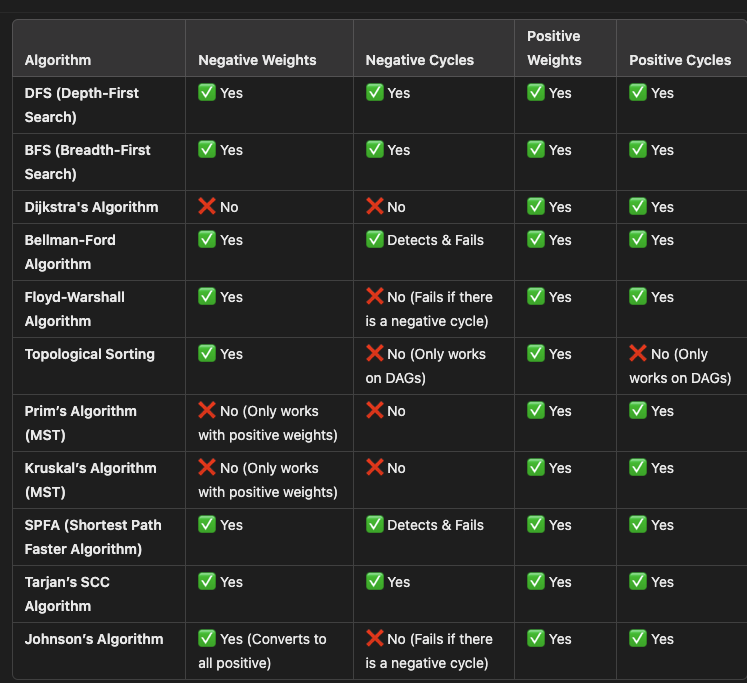 Algorithm Negative Weights Negative Cycles Positive Weights Positive Cycles
DFS (Depth-First Search) ✅ Yes ✅ Yes ✅ Yes ✅ Yes
BFS (Breadth-First Search) ✅ Yes ✅ Yes ✅ Yes ✅ Yes
Dijkstra's Algorithm ❌ No ❌ No ✅ Yes ✅ Yes
Bellman-Ford Algorithm ✅ Yes ✅ Detects & Fails ✅ Yes ✅ Yes
Floyd-Warshall Algorithm ✅ Yes ❌ No (Fails if there is a negative cycle) ✅ Yes ✅ Yes
Topological Sorting ✅ Yes ❌ No (Only works on DAGs) ✅ Yes ❌ No (Only works on DAGs)
Prim’s Algorithm (MST) ❌ No (Only works with positive weights) ❌ No ✅ Yes ✅ Yes
Kruskal’s Algorithm (MST) ❌ No (Only works with positive weights) ❌ No ✅ Yes ✅ Yes
SPFA (Shortest Path Faster Algorithm) ✅ Yes ✅ Detects & Fails ✅ Yes ✅ Yes
Tarjan’s SCC Algorithm ✅ Yes ✅ Yes ✅ Yes ✅ Yes
Johnson’s Algorithm ✅ Yes (Converts to all positive) ❌ No (Fails if there is a negative cycle) ✅ Yes ✅ Yes